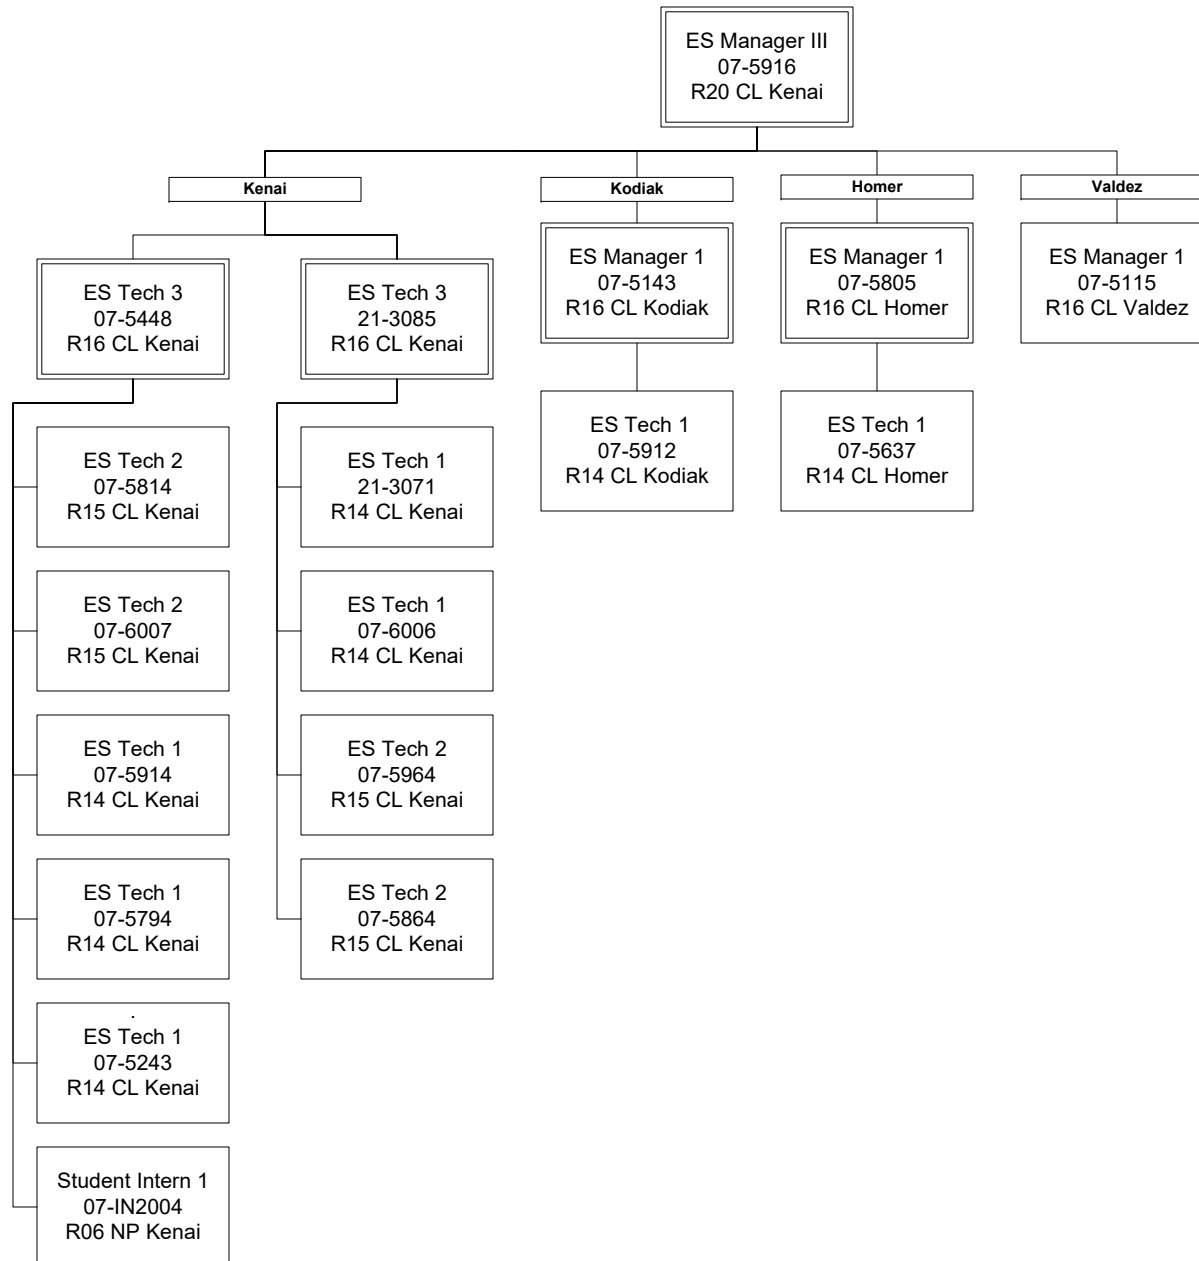 ES Manager III
07-5916
R20 CL Kenai
Kenai
Kodiak
Homer
Valdez
ES Tech 3
07-5448
R16 CL Kenai
ES Tech 3
21-3085
R16 CL Kenai
ES Manager 1
07-5143
R16 CL Kodiak
ES Manager 1
07-5805
R16 CL Homer
ES Manager 1
07-5115
R16 CL Valdez
ES Tech 2
07-5814
R15 CL Kenai
ES Tech 1
21-3071
R14 CL Kenai
ES Tech 1
07-5912
R14 CL Kodiak
ES Tech 1
07-5637
R14 CL Homer
ES Tech 2
07-6007
R15 CL Kenai
ES Tech 1
07-6006
R14 CL Kenai
ES Tech 1
07-5914
R14 CL Kenai
ES Tech 2
07-5964
R15 CL Kenai
ES Tech 1
07-5794
R14 CL Kenai
ES Tech 2
07-5864
R15 CL Kenai
.
ES Tech 1
07-5243
R14 CL Kenai
Student Intern 1
07-IN2004
R06 NP Kenai